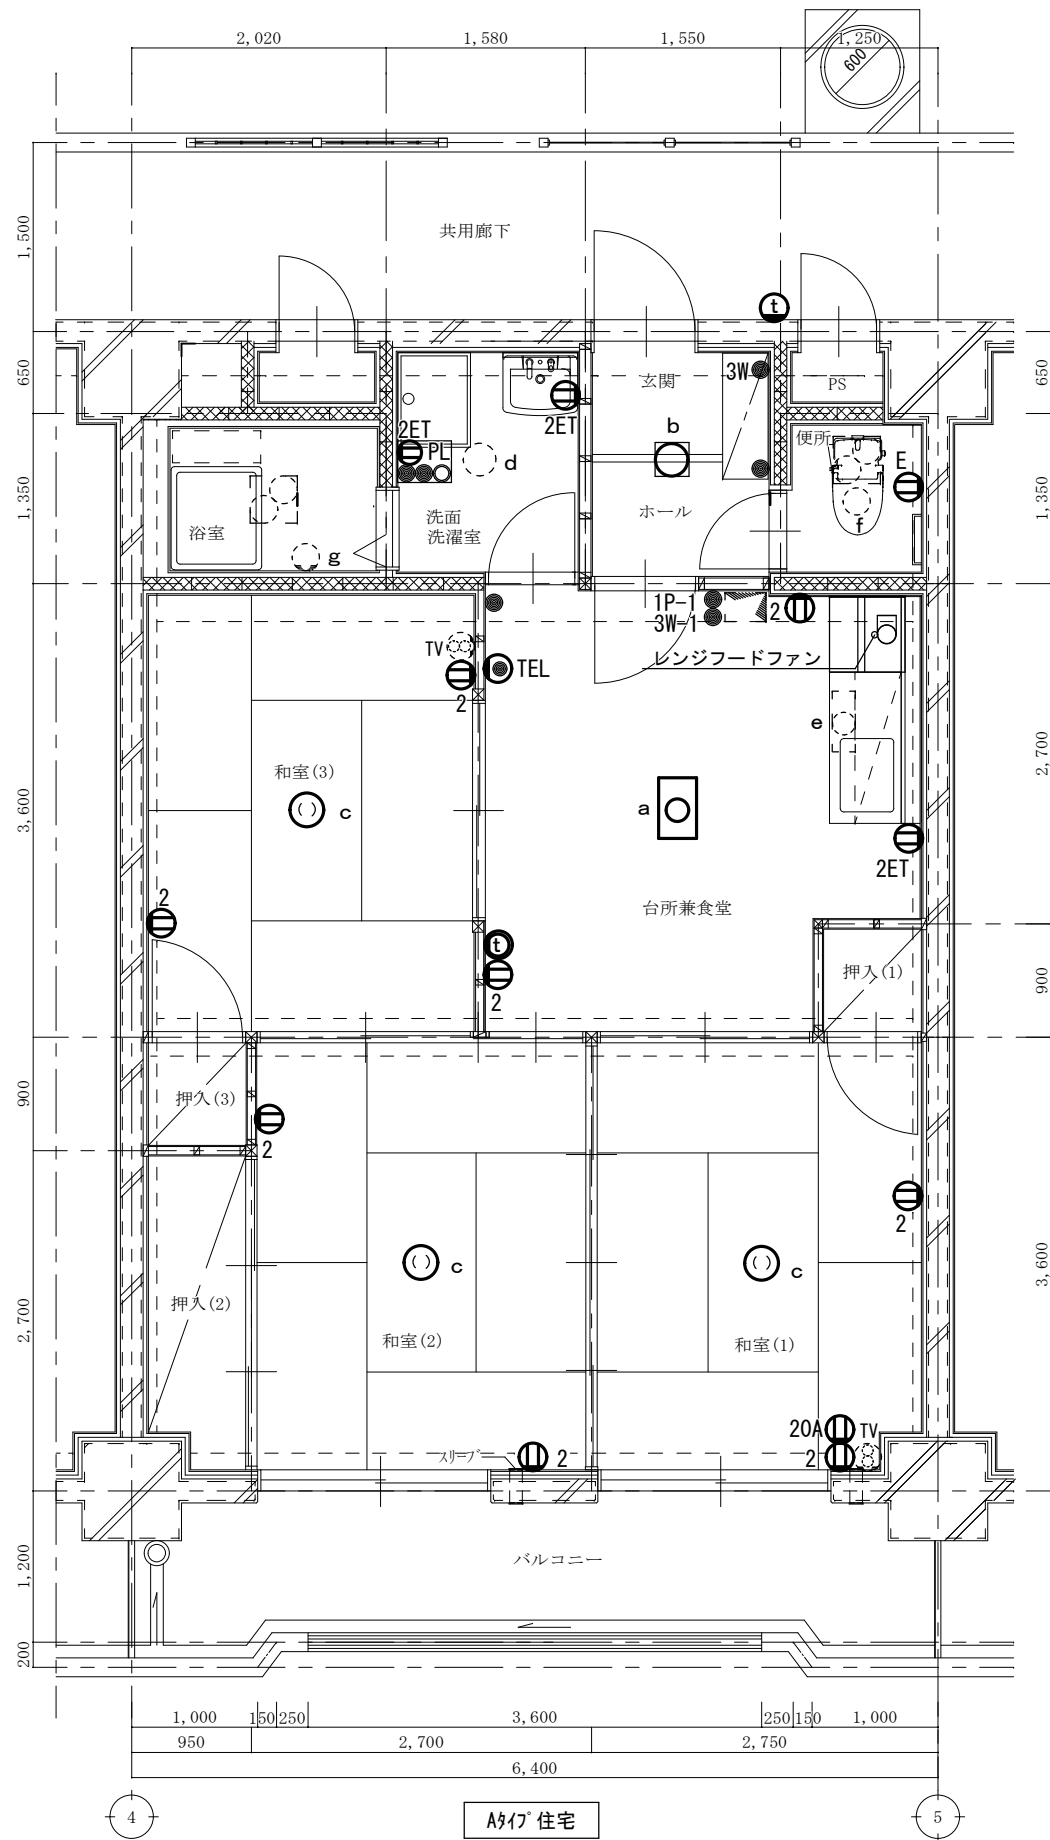 2,020
1,580
1,550
1,250
600
1,500
共用廊下
t
650
玄関
3W
PS
650
2ET
PL
2ET
b
便所
E
d
1,350
浴室
洗面
洗濯室
ホール
f
1,350
g
1P-1
3W-1
2
TV
TEL
レンジフードファン
2
e
2,700
和室(3)
c
a
3,600
2ET
2
台所兼食堂
t
2
押入(1)
900
900
押入(3)
2
2
3,600
c
c
押入(2)
2,700
和室(2)
和室(1)
20A
TV
スリーブ
2
2
1,200
バルコニー
200
1,000
150
250
3,600
250
150
1,000
950
2,700
2,750
6,400
4
Aタイプ住宅
5